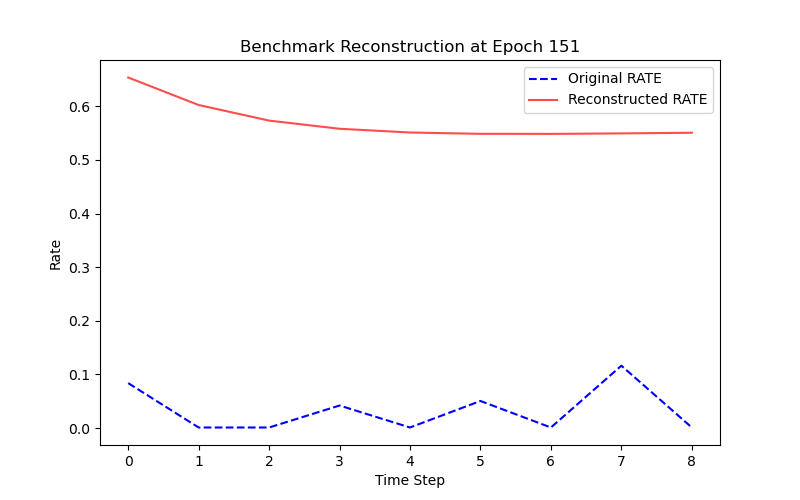 Benchmark Reconstruction at Epoch 151
Original RATE
Reconstructed RATE
Rate
0.6
0.5
0.4
0.3
0.2
0.1
0.0
0 1 2 3 4 5 6 7 8
Time Step